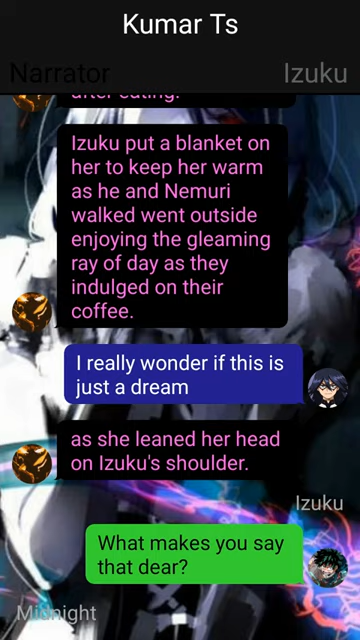 Kumar Ts
Narrator
Izuku
after eating.
Izuku put a blanket on
her to keep her warm
as he and Nemuri
walked went outside
enjoying the gleaming
ray of day as they
indulged on their
coffee.
I really wonder if this is
just a dream
as she leaned her head
on Izuku's shoulder.
Izuku
What makes you say
that dear?
Midnight